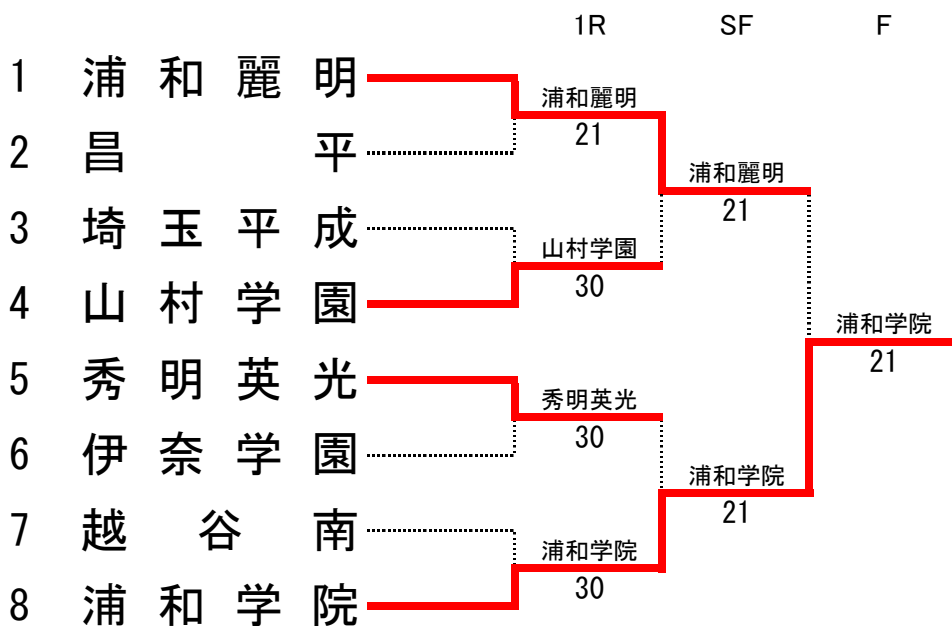 1R SF F
1 浦和麗明
2 昌平
3 埼玉平成
4 山村学園
5 秀明英光
6 伊奈学園
7 越谷南
8 浦和学院
浦和麗明
21
山村学園
30
秀明英光
30
浦和学院
30
浦和麗明
21
浦和学院
21
浦和学院
21